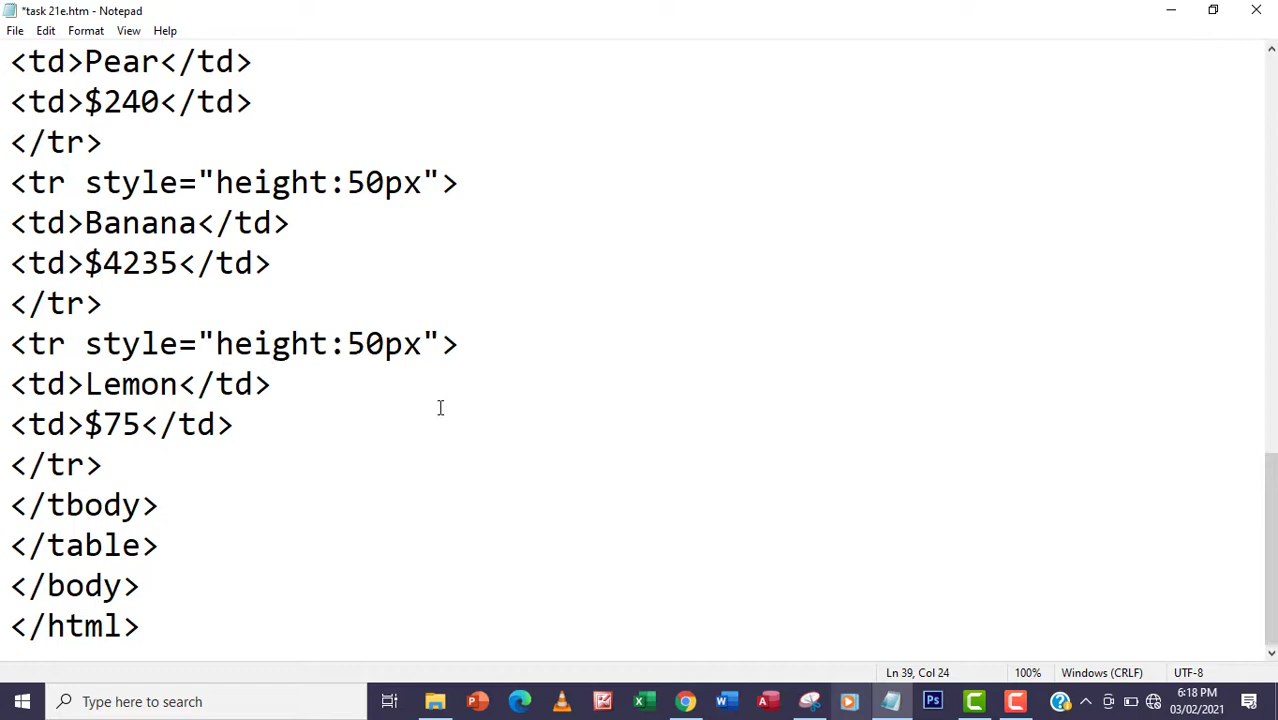 *task 21e.htm - Notepad
File Edit Format View Help
<td>Pear</td>
<td>$240</td>
</tr>
<tr style="height:50px">
<td>Banana</td>
<td>$4235</td>
</tr>
<tr style="height:50px">
<td>Lemon</td>
<td>$75</td>
</tr>
</tbody>
</table>
</body>
</html>
Ln 39, Col 24 100% Windows (CRLF) UTF-8
Type here to search
6:18 PM
03/02/2021